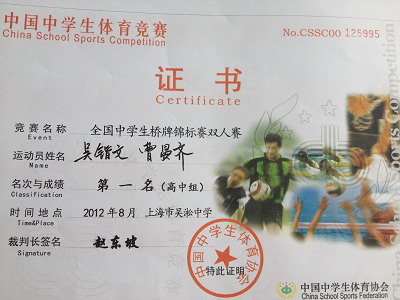 中国中学生体育竞赛
China School Sports Competition
No.CSSC00 125995
证书
Certificate
竞赛名称 全国中学生桥牌锦标赛双人赛
Event
运动员姓名 吴锴文 曹晏齐
Name
名次与成绩 第一名(高中组)
Classification
时间地点 2012年8月 上海市吴淞中学
Time&Place
裁判长签名 赵东坡
Signature
中国中学生体育协会
特此证明
中国中学生体育协会
China School Sports Federation